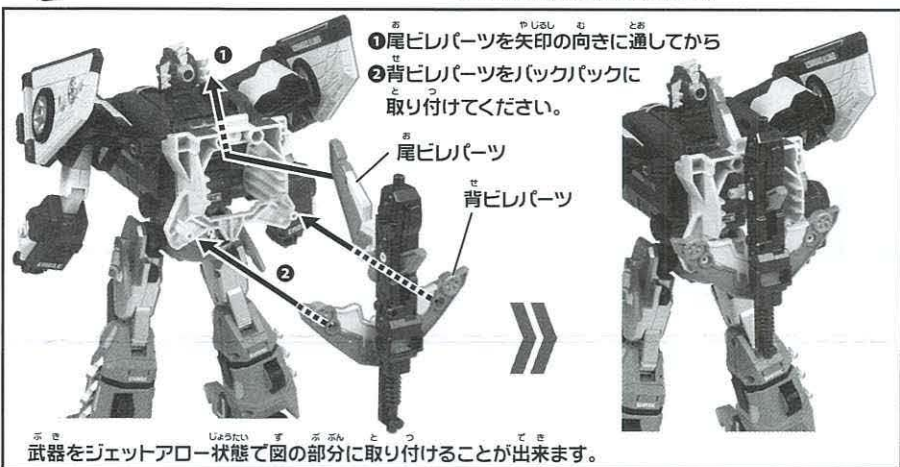 ❶尾ビレパーツを矢印の向きに通してから
❷背ビレパーツをバックパックに
取り付けてください。
❶
尾ビレパーツ
背ビレパーツ
❷
武器をジェットアロー状態で図の部分に取り付けることが出来ます。